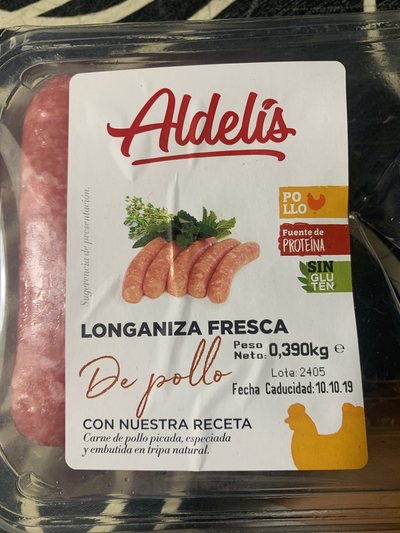 Aldelís
Sugerencia de presentación.
POLLO
Fuente de
PROTEÍNA
SIN
GLUTEN
LONGANIZA FRESCA
De pollo
Peso
Neto: 0,390kg e
Lote: 2405
Fecha Caducidad: 10.10.19
CON NUESTRA RECETA
Carne de pollo picada, especiada
y embutida en tripa natural.